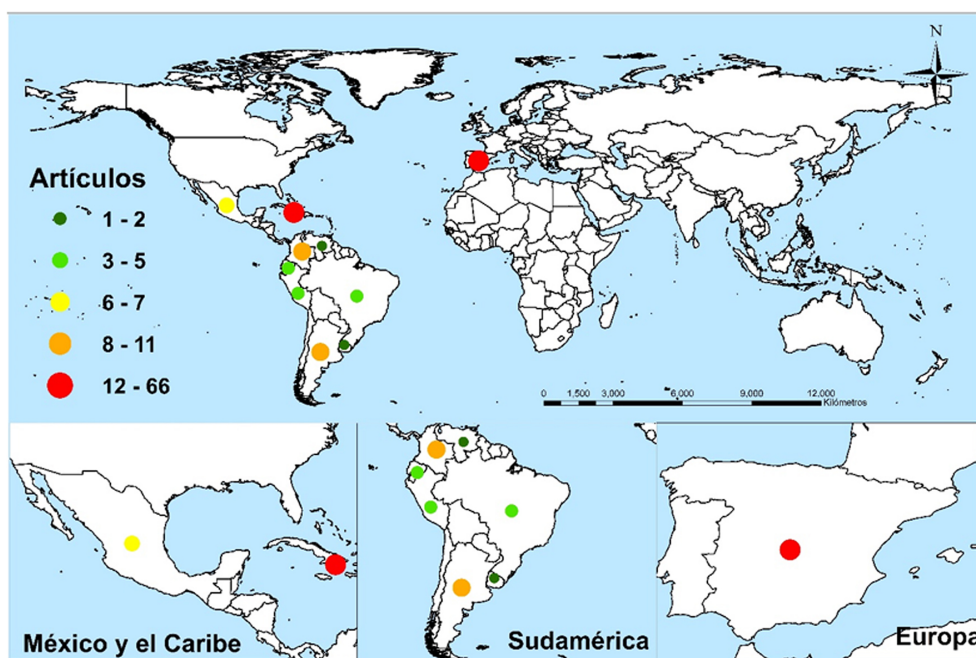 N
Artículos
1 - 2
3 - 5
6 - 7
8 - 11
12 - 66
0 1,500 3,000 6,000 9,000 12,000
Kilómetros
México y el Caribe
Sudamérica
Europa